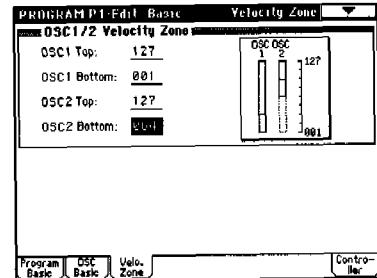 PROGRAM P1-Edit Basic Velocity Zone
OSC1/2 Velocity Zone
OSC1 Top: 127
OSC1 Bottom: 001
OSC2 Top: 127
OSC2 Bottom:
OSC OSC
1 2
127
001
Program Basic
OSC Basic
Velo. Zone
Contro-ller